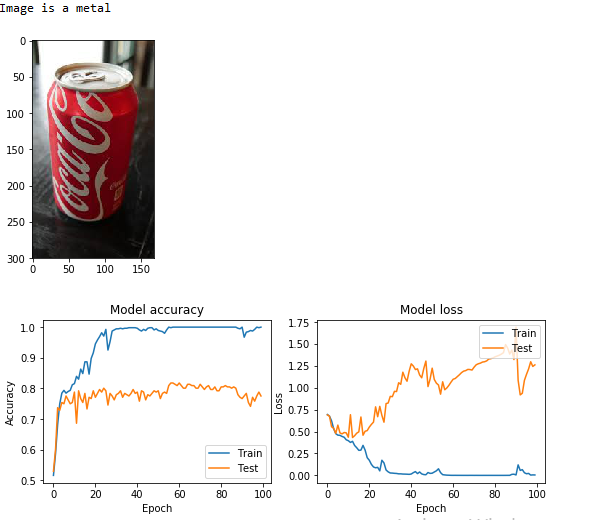 Image is a metal
0
50
100
150
200
250
300
Coca-Cola
0 50 100 150
Model accuracy
Model loss
1.0
0.9
0.8
0.7
0.6
0.5
Accuracy
Train
Test
0 20 40 60 80 100
Epoch
1.75
1.50
1.25
1.00
0.75
0.50
0.25
0.00
Loss
Train
Test
0 20 40 60 80 100
Epoch